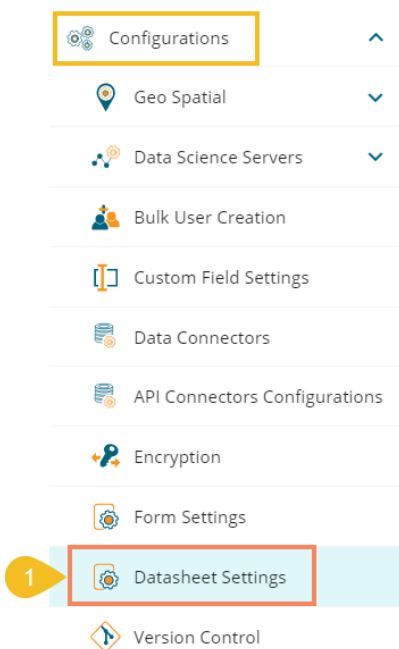 Configurations
Geo Spatial
Data Science Servers
Bulk User Creation
Custom Field Settings
Data Connectors
API Connectors Configurations
Encryption
Form Settings
1 Datasheet Settings
Version Control